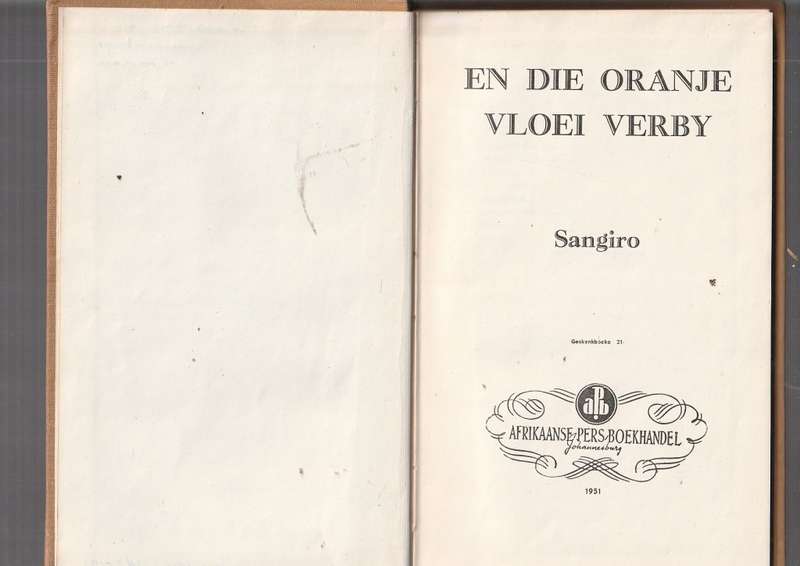 EN DIE ORANJE
VLOEI VERBY
Sangiro
Geskenkboeke 21
aPb
AFRIKAANSE-PERS-BOEKHANDEL
Johannesburg
1951